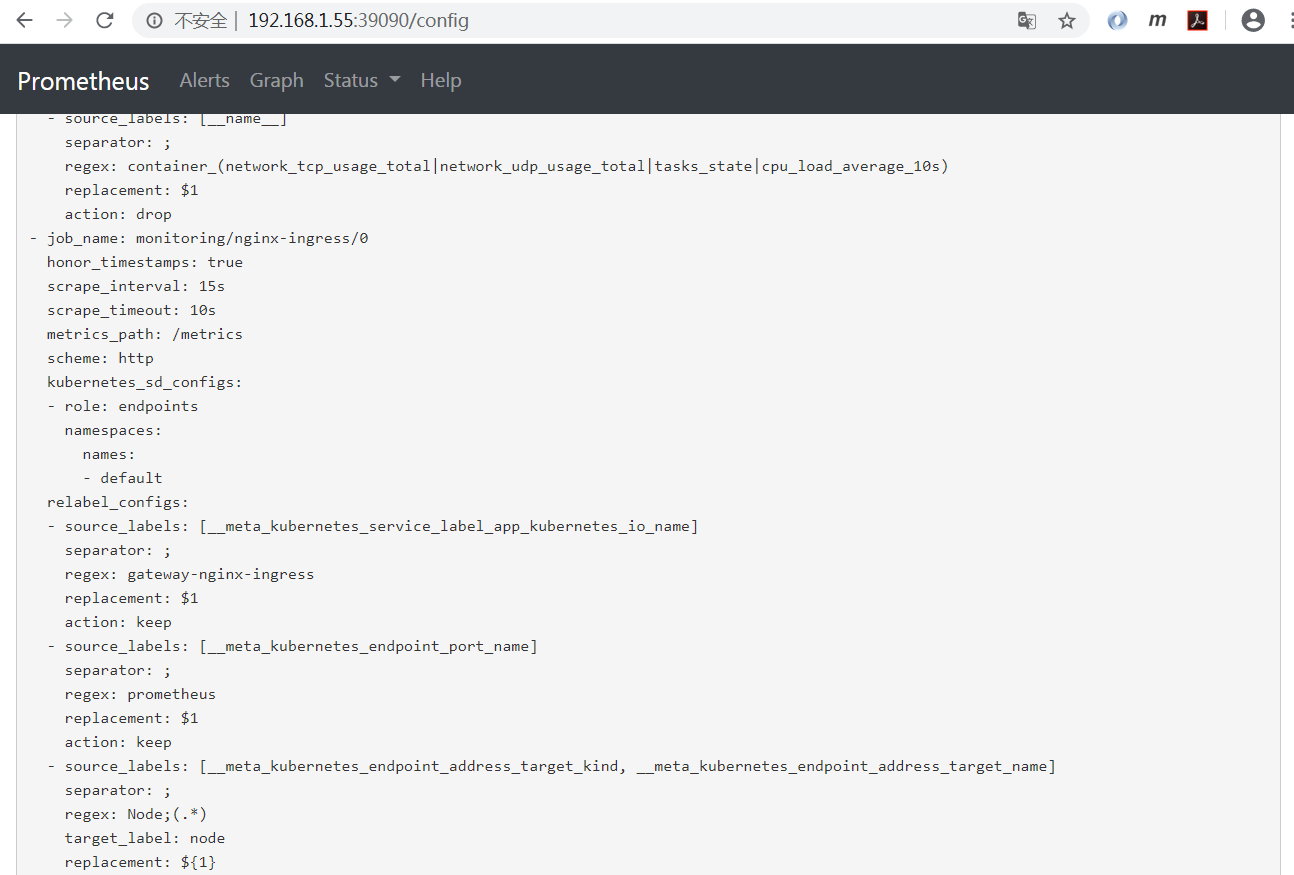 不安全 | 192.168.1.55:39090/config
Prometheus Alerts Graph Status Help
- source_labels: [__name__]
separator: ;
regex: container_(network_tcp_usage_total|network_udp_usage_total|tasks_state|cpu_load_average_10s)
replacement: $1
action: drop
- job_name: monitoring/nginx-ingress/0
honor_timestamps: true
scrape_interval: 15s
scrape_timeout: 10s
metrics_path: /metrics
scheme: http
kubernetes_sd_configs:
- role: endpoints
namespaces:
names:
- default
relabel_configs:
- source_labels: [__meta_kubernetes_service_label_app_kubernetes_io_name]
separator: ;
regex: gateway-nginx-ingress
replacement: $1
action: keep
- source_labels: [__meta_kubernetes_endpoint_port_name]
separator: ;
regex: prometheus
replacement: $1
action: keep
- source_labels: [__meta_kubernetes_endpoint_address_target_kind, __meta_kubernetes_endpoint_address_target_name]
separator: ;
regex: Node;(.*)
target_label: node
replacement: ${1}